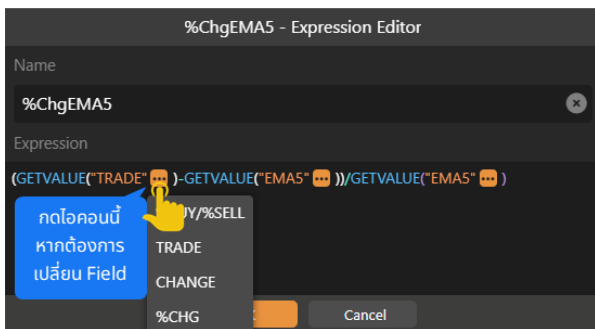 %ChgEMA5 - Expression Editor
Name
%ChgEMA5
Expression
(GETVALUE("TRADE" ... )-GETVALUE("EMA5" ... ))/GETVALUE("EMA5" ... )
กดไอคอนนี้
หากต้องการ
เปลี่ยน Field
UY/%SELL
TRADE
CHANGE
%CHG
Cancel